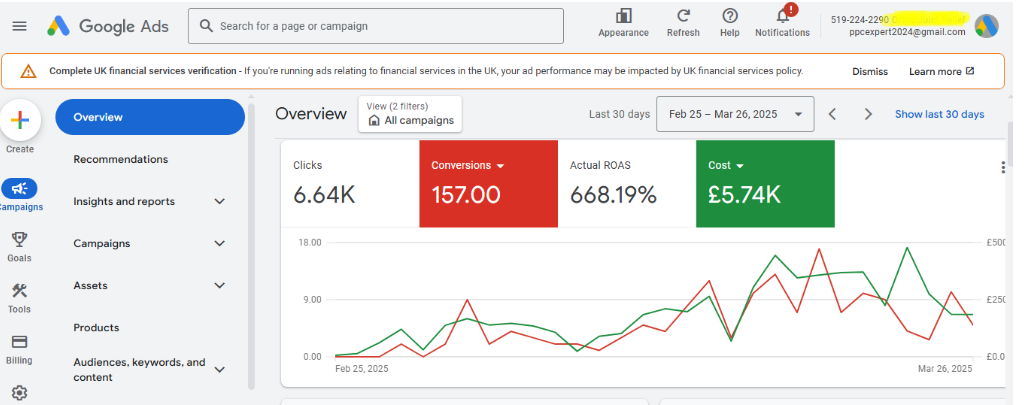 Google Ads
Search for a page or campaign
Appearance
Refresh
Help
!
Notifications
519-224-2290
ppcexpert2024@gmail.com
Complete UK financial services verification - If you're running ads relating to financial services in the UK, your ad performance may be impacted by UK financial services policy.
Dismiss
Learn more
Create
Campaigns
Goals
Tools
Billing
Overview
Recommendations
Insights and reports
Campaigns
Assets
Products
Audiences, keywords, and
content
Overview
View (2 filters)
All campaigns
Last 30 days
Feb 25 – Mar 26, 2025
Show last 30 days
Clicks
6.64K
Conversions
157.00
Actual ROAS
668.19%
Cost
£5.74K
18.00
9.00
0.00
£500
£250
£0.0
Feb 25, 2025
Mar 26, 2025